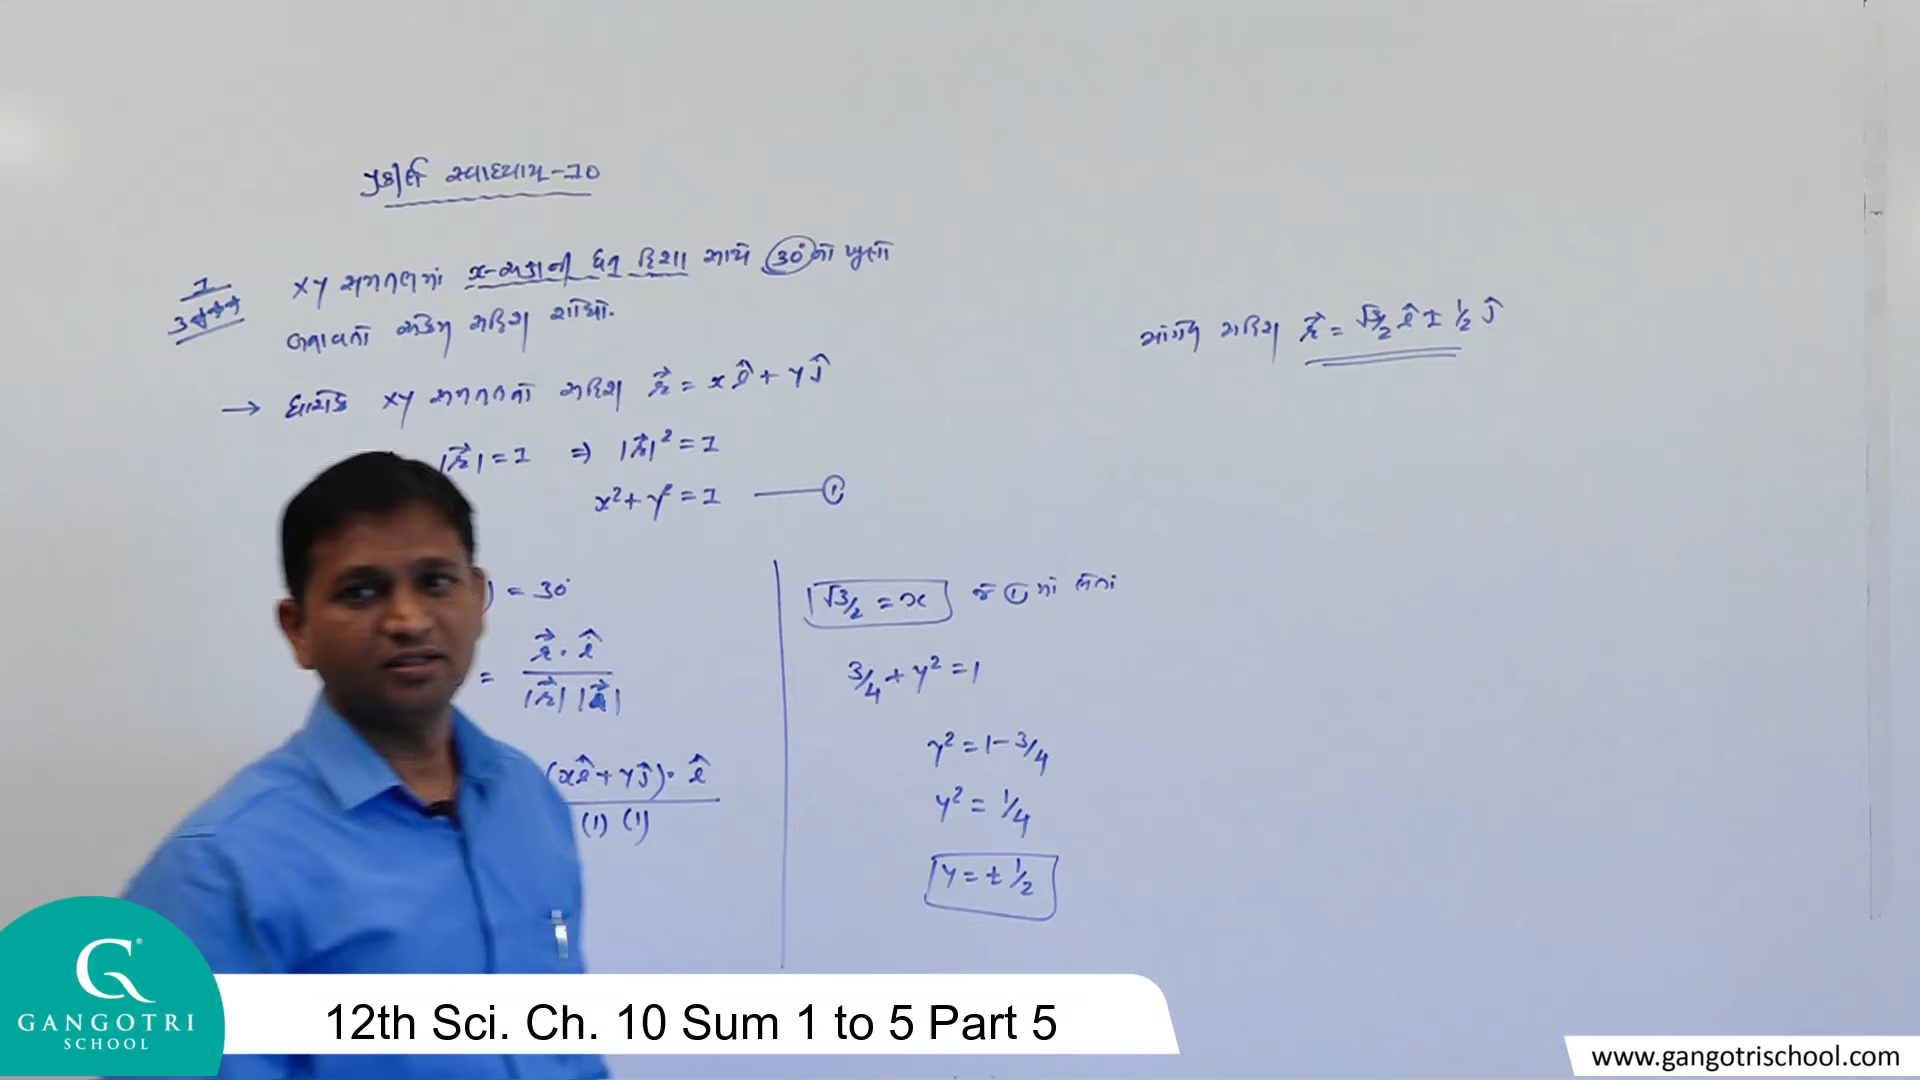 પ્રકીર્ણ સ્વાધ્યાય-10
1 XY સમતલમાં x-અક્ષની ધન દિશા સાથે 30° નો ખૂણો
બનાવતો એકમ સદિશ શોધો.
→ ધારોકે XY સમતલનો સદિશ r⃗ = x î + y ĵ
|r⃗| = 1 ⇒ |r⃗|² = 1
x² + y² = 1 — ①
) = 30°
= r⃗ · î / |r⃗| |î|
(xî + yĵ) · î / (1) (1)
√3/2 = x જે ① માં લેતાં
3/4 + y² = 1
y² = 1 - 3/4
y² = 1/4
y = ± 1/2
માંગેલ સદિશ r⃗ = √3/2 î ± 1/2 ĵ
GANGOTRI
SCHOOL
12th Sci. Ch. 10 Sum 1 to 5 Part 5
www.gangotrischool.com